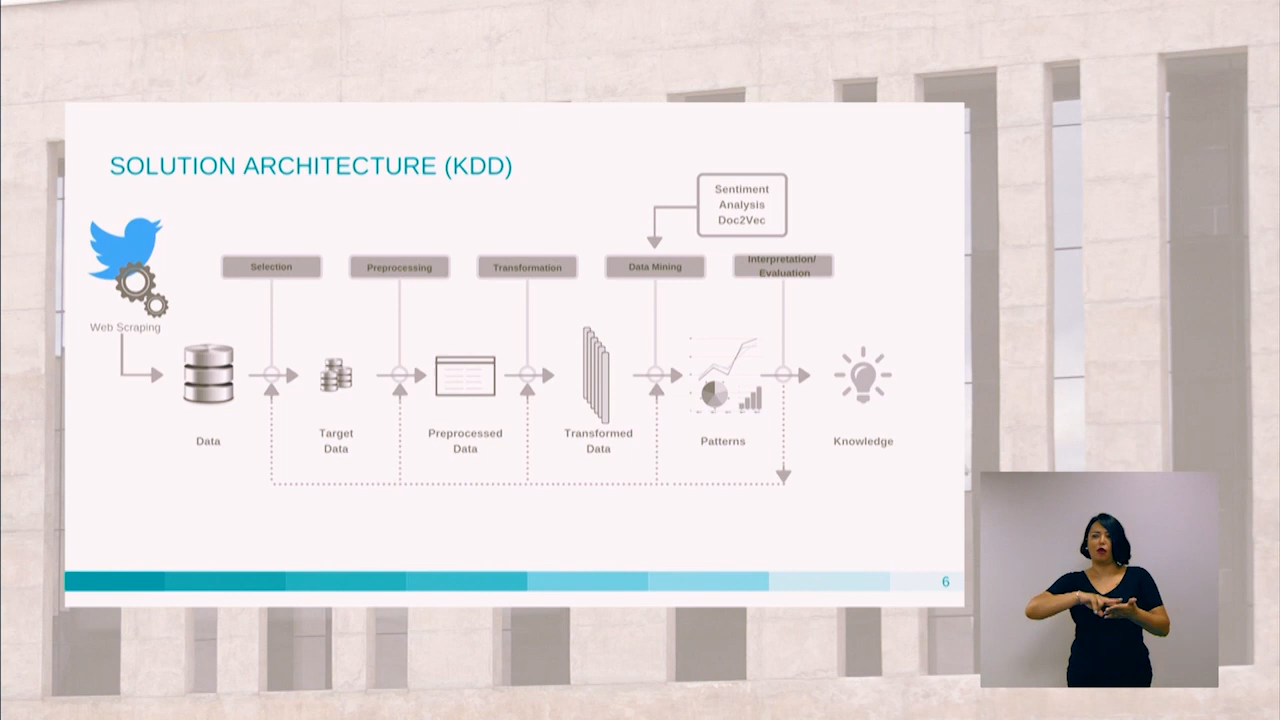 SOLUTION ARCHITECTURE (KDD)
Sentiment
Analysis
Doc2Vec
Selection
Preprocessing
Transformation
Data Mining
Interpretation/
Evaluation
Web Scraping
Data
Target
Data
Preprocessed
Data
Transformed
Data
Patterns
Knowledge
6